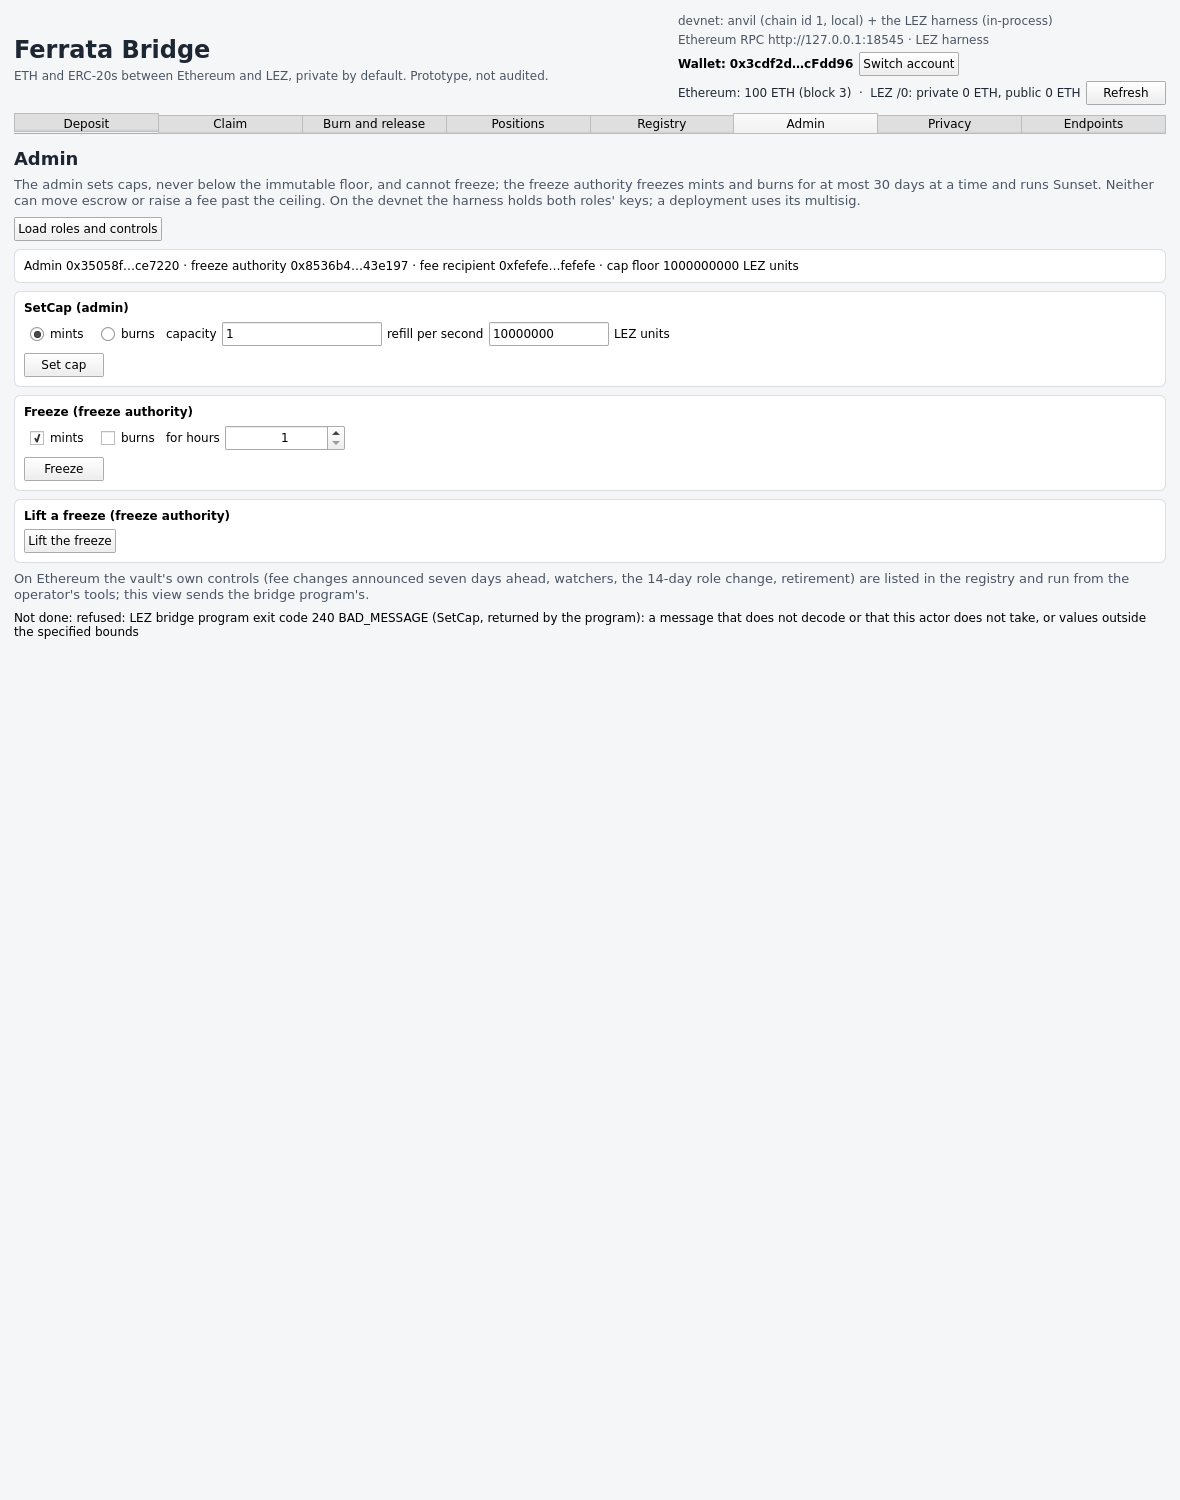 Ferrata Bridge
ETH and ERC-20s between Ethereum and LEZ, private by default. Prototype, not audited.
devnet: anvil (chain id 1, local) + the LEZ harness (in-process)
Ethereum RPC http://127.0.0.1:18545 · LEZ harness
Wallet: 0x3cdf2d…cFdd96 Switch account
Ethereum: 100 ETH (block 3) · LEZ /0: private 0 ETH, public 0 ETH Refresh
Deposit Claim Burn and release Positions Registry Admin Privacy Endpoints
Admin
The admin sets caps, never below the immutable floor, and cannot freeze; the freeze authority freezes mints and burns for at most 30 days at a time and runs Sunset. Neither
can move escrow or raise a fee past the ceiling. On the devnet the harness holds both roles' keys; a deployment uses its multisig.
Load roles and controls
Admin 0x35058f…ce7220 · freeze authority 0x8536b4…43e197 · fee recipient 0xfefefe…fefefe · cap floor 1000000000 LEZ units
SetCap (admin)
mints burns capacity 1 refill per second 10000000 LEZ units
Set cap
Freeze (freeze authority)
mints burns for hours 1
Freeze
Lift a freeze (freeze authority)
Lift the freeze
On Ethereum the vault's own controls (fee changes announced seven days ahead, watchers, the 14-day role change, retirement) are listed in the registry and run from the
operator's tools; this view sends the bridge program's.
Not done: refused: LEZ bridge program exit code 240 BAD_MESSAGE (SetCap, returned by the program): a message that does not decode or that this actor does not take, or values outside
the specified bounds